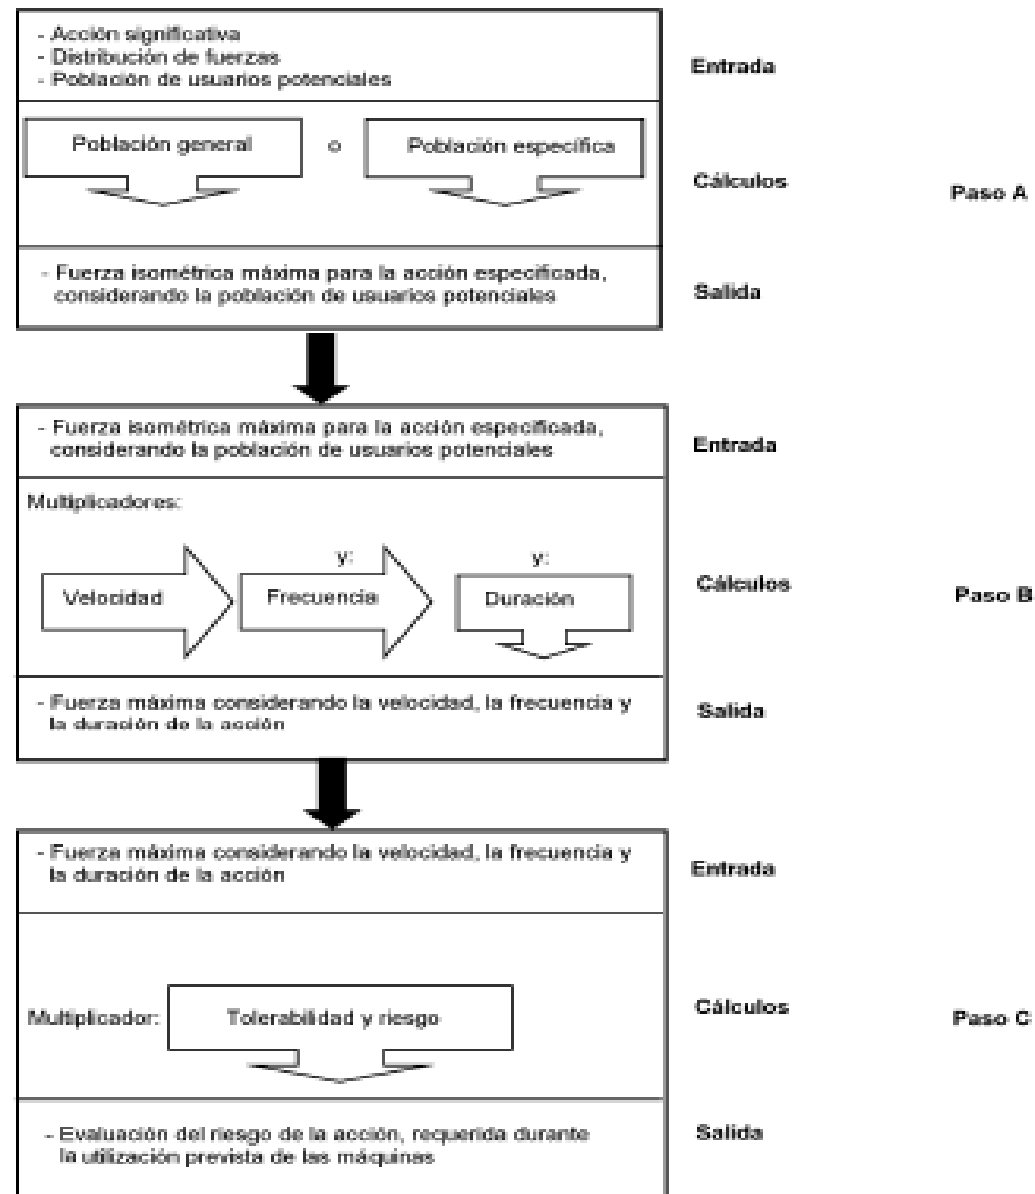 - Acción significativa
- Distribución de fuerzas
- Población de usuarios potenciales
Entrada
Población general
o
Población específica
Cálculos
Paso A
- Fuerza isométrica máxima para la acción especificada,
considerando la población de usuarios potenciales
Salida
- Fuerza isométrica máxima para la acción especificada,
considerando la población de usuarios potenciales
Entrada
Multiplicadores:
Velocidad
y:
Frecuencia
y:
Duración
Cálculos
Paso B
- Fuerza máxima considerando la velocidad, la frecuencia y
la duración de la acción
Salida
- Fuerza máxima considerando la velocidad, la frecuencia y
la duración de la acción
Entrada
Multiplicador:
Tolerabilidad y riesgo
Cálculos
Paso C
- Evaluación del riesgo de la acción, requerida durante
la utilización prevista de las máquinas
Salida